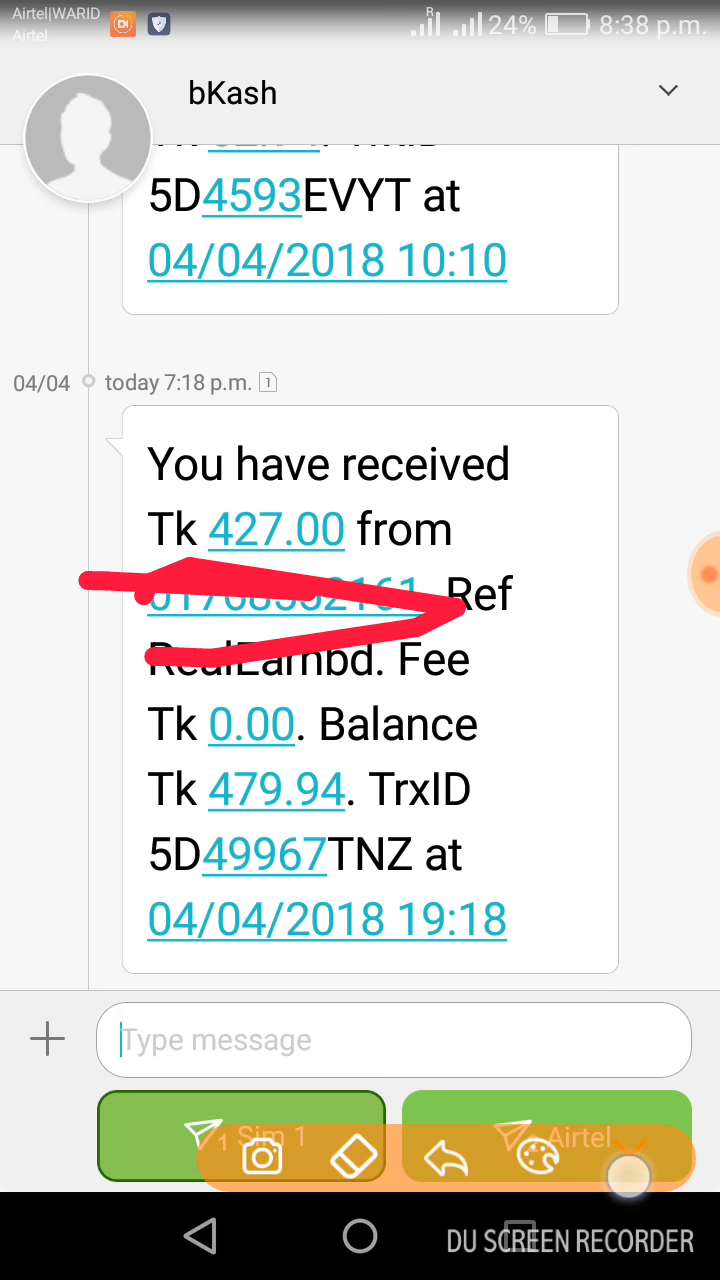 Airtel|WARID
Airtel
R
24%
8:38 p.m.
bKash
5D4593EVYT at
04/04/2018 10:10
04/04
today 7:18 p.m. 1
You have received
Tk 427.00 from
Ref
RealEarnbd. Fee
Tk 0.00. Balance
Tk 479.94. TrxID
5D49967TNZ at
04/04/2018 19:18
Type message
1 Sim 1
Airtel
DU SCREEN RECORDER